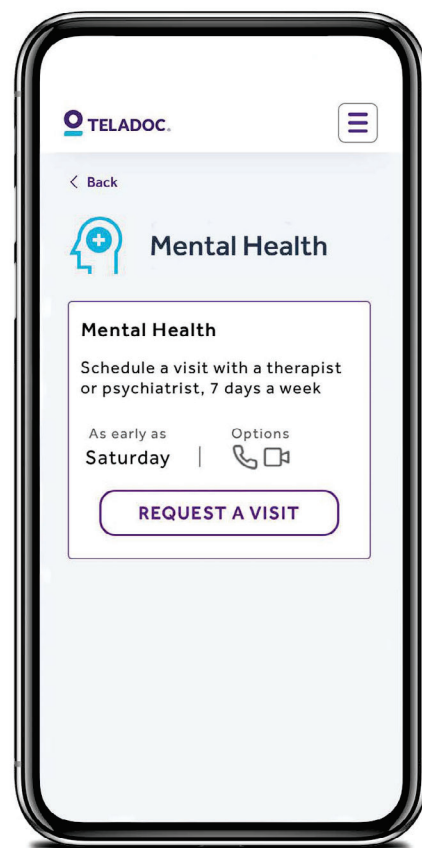 TELADOC.
Back
Mental Health
Mental Health
Schedule a visit with a therapist
or psychiatrist, 7 days a week
As early as Options
Saturday
REQUEST A VISIT